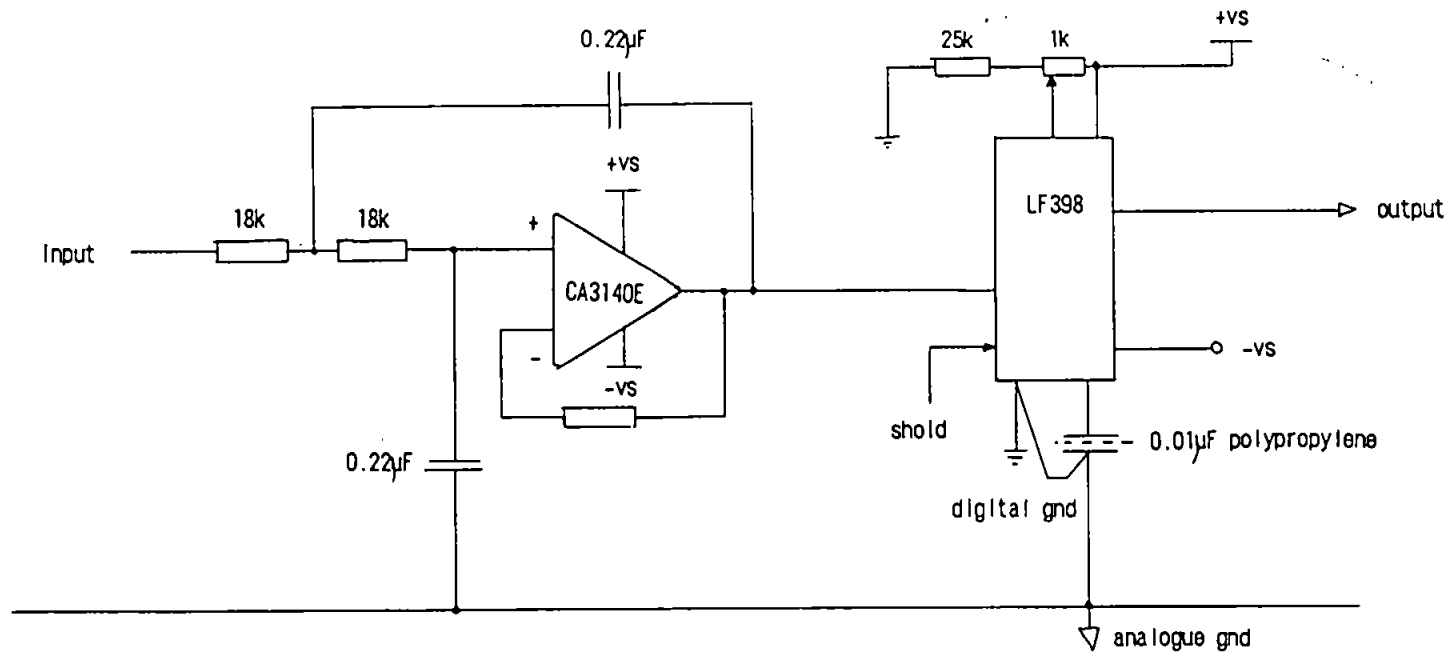 0.22µF
25k
1k
+vs
+vs
LF398
18k
18k
+
output
Input
CA3140E
-
-vs
-vs
shold
0.22µF
0.01µF polypropylene
digital gnd
analogue gnd